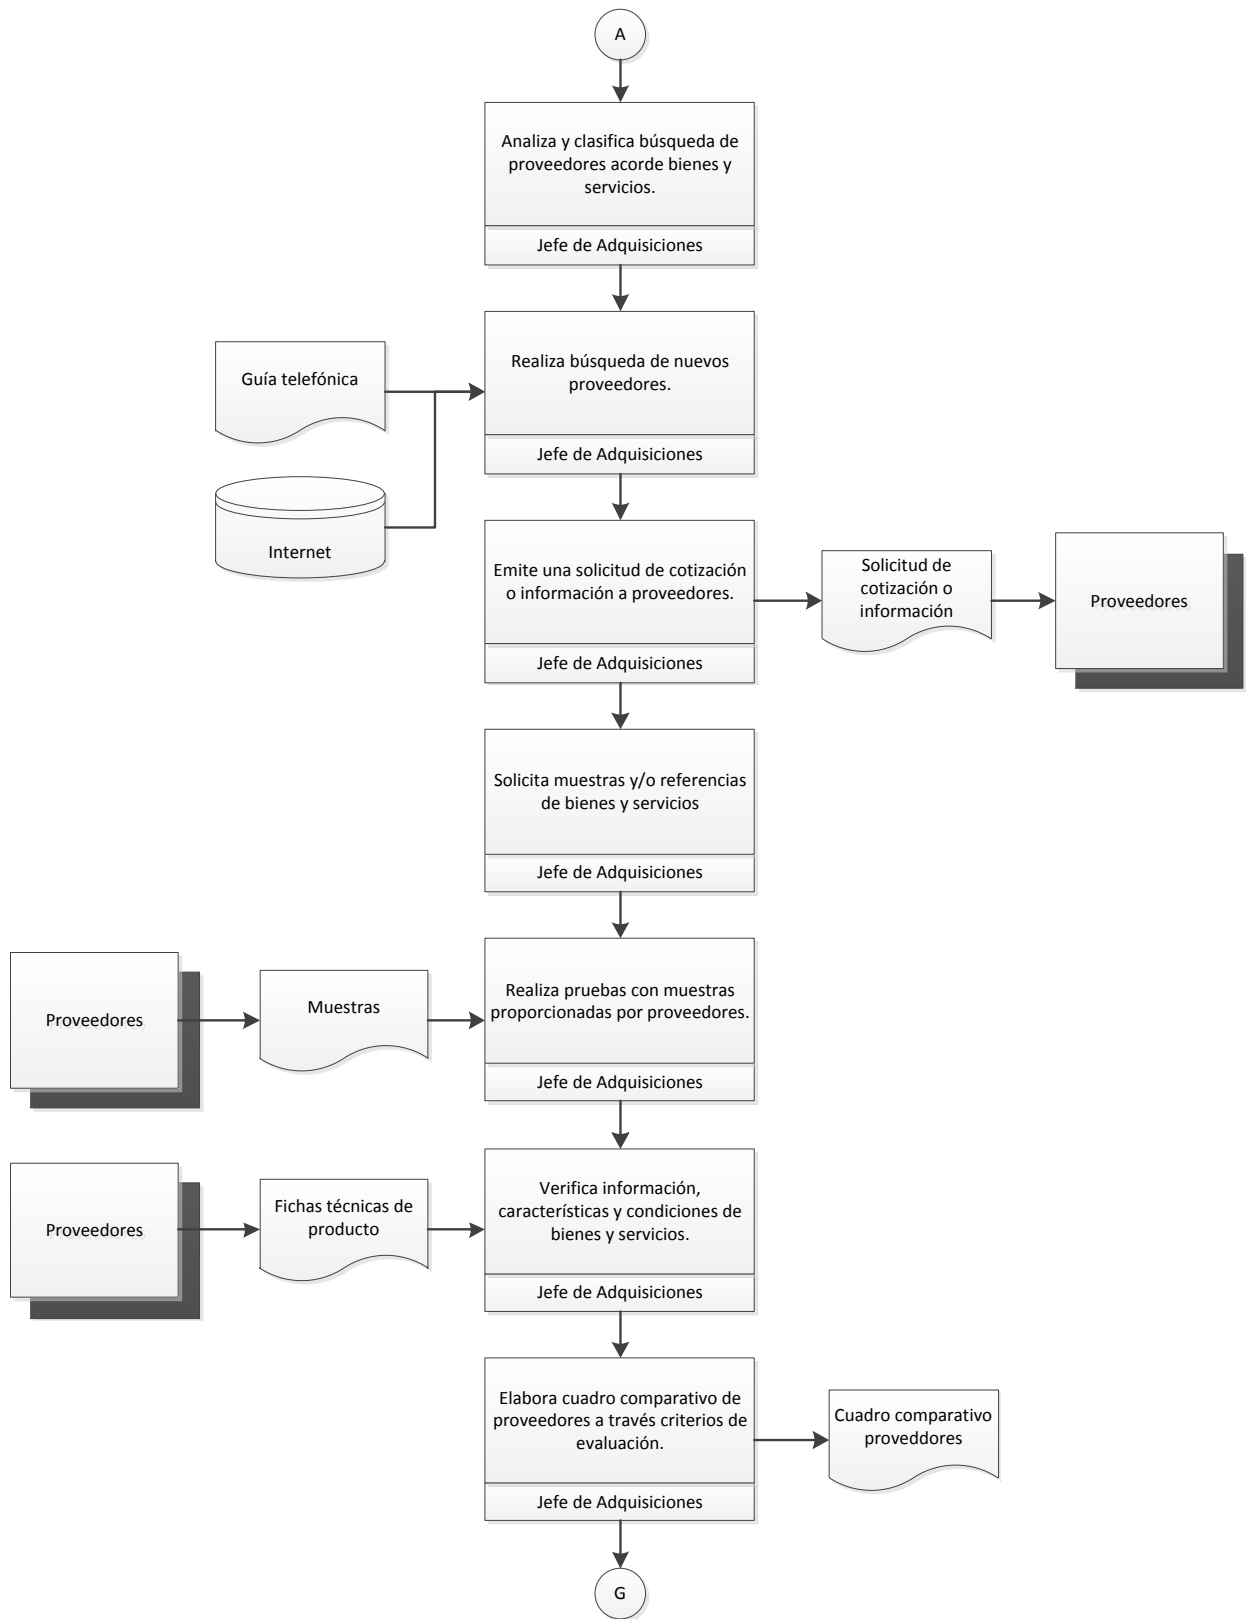 A
Analiza y clasifica búsqueda de
proveedores acorde bienes y
servicios.
Jefe de Adquisiciones
Guía telefónica
Realiza búsqueda de nuevos
proveedores.
Jefe de Adquisiciones
Internet
Emite una solicitud de cotización
o información a proveedores.
Jefe de Adquisiciones
Solicitud de
cotización o
información
Proveedores
Solicita muestras y/o referencias
de bienes y servicios
Jefe de Adquisiciones
Proveedores
Muestras
Realiza pruebas con muestras
proporcionadas por proveedores.
Jefe de Adquisiciones
Proveedores
Fichas técnicas de
producto
Verifica información,
características y condiciones de
bienes y servicios.
Jefe de Adquisiciones
Elabora cuadro comparativo de
proveedores a través criterios de
evaluación.
Jefe de Adquisiciones
Cuadro comparativo
proveddores
G